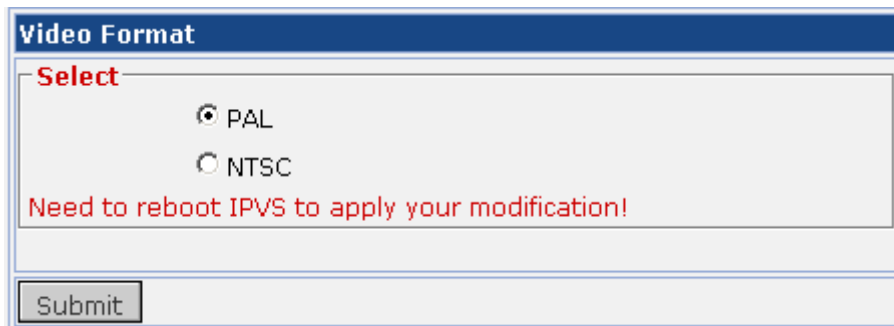 Video Format
Select
PAL
NTSC
Need to reboot IPVS to apply your modification!
Submit